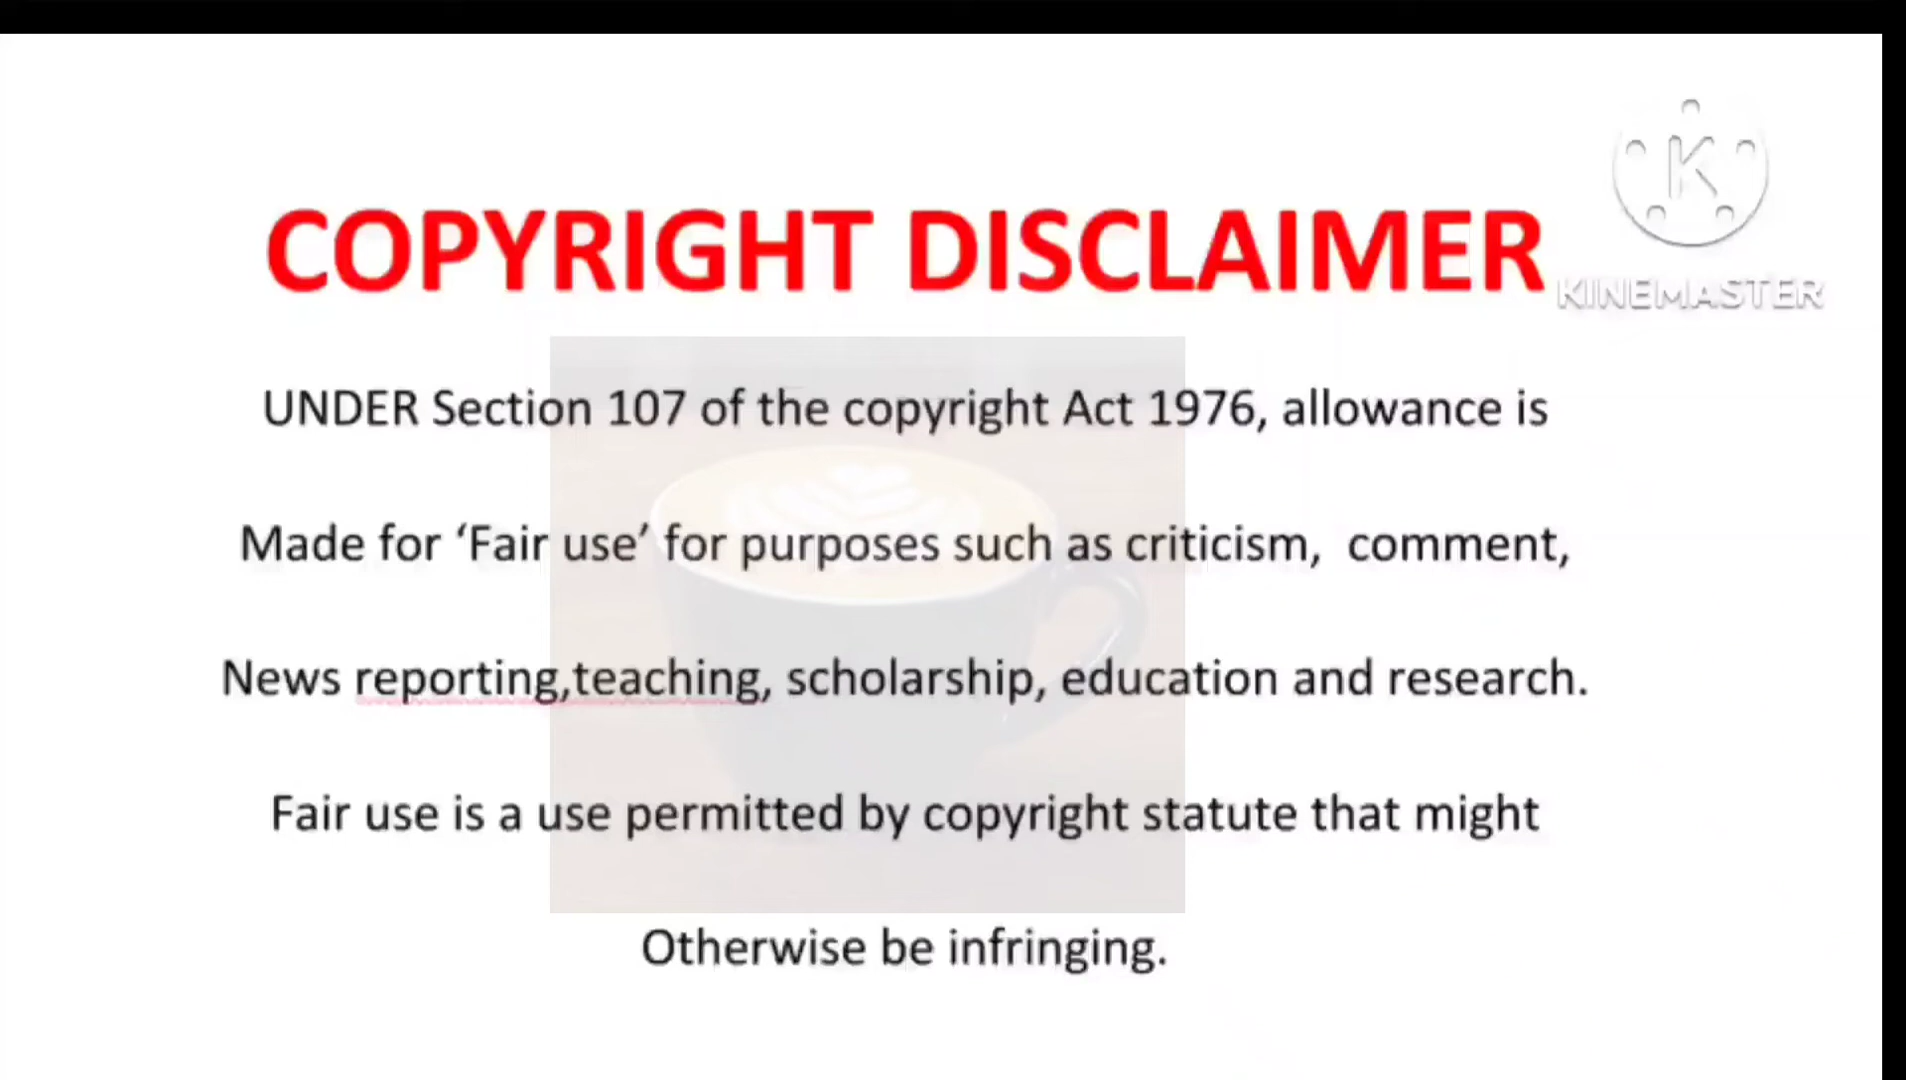 COPYRIGHT DISCLAIMER
KINEMASTER
UNDER Section 107 of the copyright Act 1976, allowance is
Made for ‘Fair use’ for purposes such as criticism,  comment,
News reporting,teaching, scholarship, education and research.
Fair use is a use permitted by copyright statute that might
Otherwise be infringing.